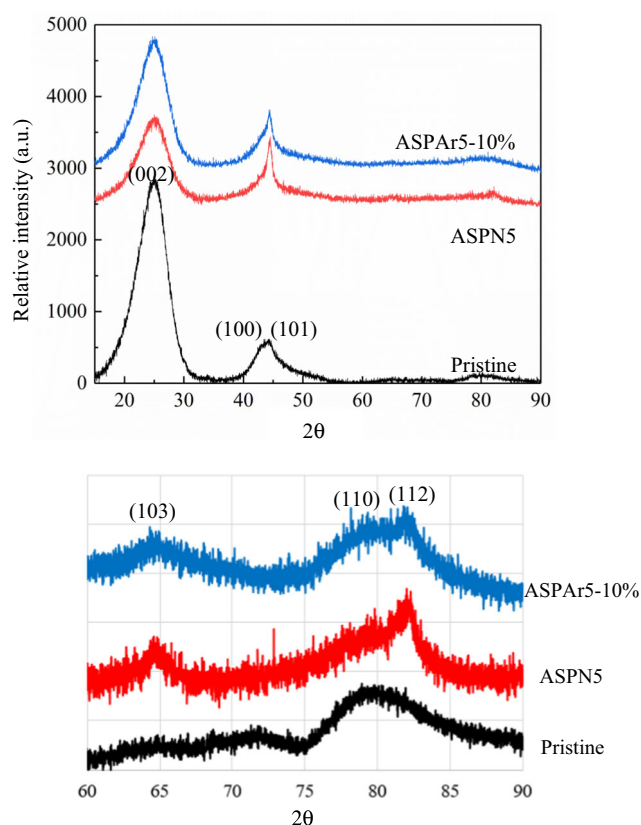 5000
4000
3000
2000
1000
0
Relative intensity (a.u.)
ASPAr5-10%
(002)
ASPN5
(100) (101)
Pristine
20 30 40 50 60 70 80 90
2θ
(103) (110) (112)
ASPAr5-10%
ASPN5
Pristine
60 65 70 75 80 85 90
2θ